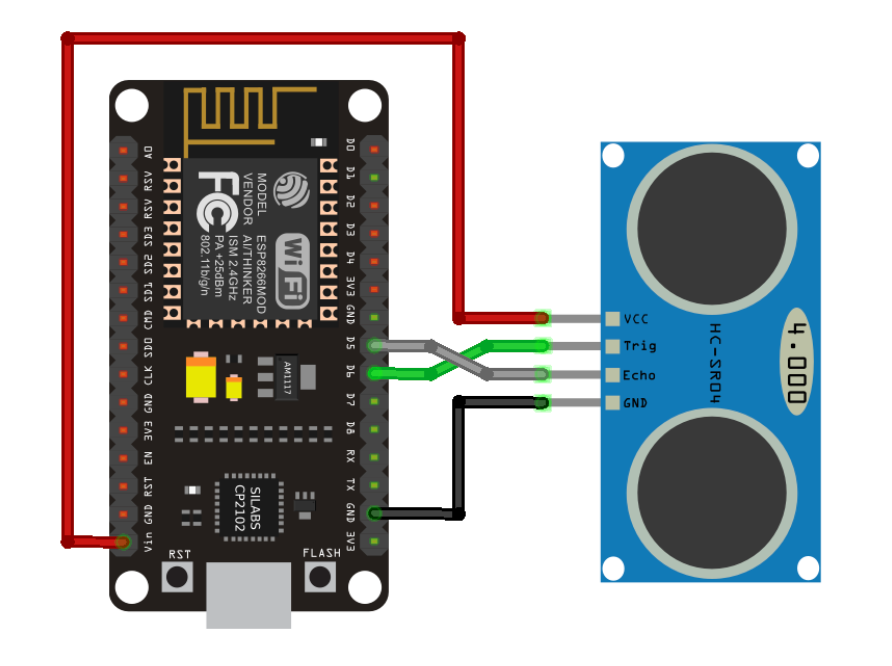 A0
RSV
RSV
SD3
SD2
SD1
CMD
SDO
CLK
GND
3V3
EN
RST
GND
Vin
FC
MODEL
VENDOR
ESP8266MOD
AI/THINKER
ISM 2.4GHz
PA +25dBm
802.11b/g/n
WiFi
AM1117
SILABS
CP2102
RST
FLASH
D0
D1
D2
D3
D4
3V3
GND
D5
D6
D7
D8
RX
TX
GND
3V3
VCC
Trig
Echo
GND
HC-SR04
4.000